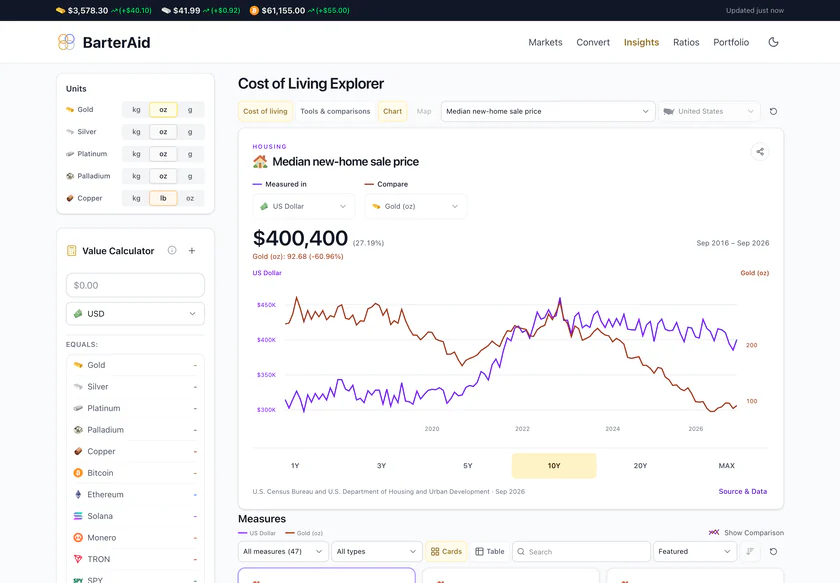 $3,578.30 (+$40.10) $41.99 (+$0.92) $61,155.00 (+$55.00) Updated just now
BarterAid Markets Convert Insights Ratios Portfolio
Units
Gold kg oz g
Silver kg oz g
Platinum kg oz g
Palladium kg oz g
Copper kg lb oz
Value Calculator
$0.00
USD
EQUALS:
Gold -
Silver -
Platinum -
Palladium -
Copper -
Bitcoin -
Ethereum -
Solana -
Monero -
TRON -
SPY SPY -
Cost of Living Explorer
Cost of living Tools & comparisons Chart Map Median new-home sale price United States
HOUSING
Median new-home sale price
Measured in Compare
US Dollar Gold (oz)
$400,400 (27.19%) Sep 2016 – Sep 2026
Gold (oz): 92.68 (-60.96%)
US Dollar Gold (oz)
$450K
$400K 200
$350K
$300K 100
2020 2022 2024 2026
1Y 3Y 5Y 10Y 20Y MAX
U.S. Census Bureau and U.S. Department of Housing and Urban Development · Sep 2026 Source & Data
Measures
US Dollar Gold (oz) Show Comparison
All measures (47) All types Cards Table Search Featured